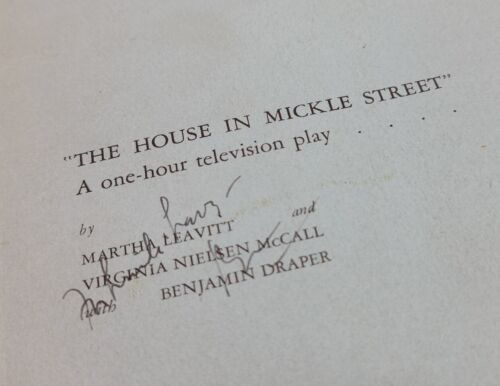 "THE HOUSE IN MICKLE STREET"
A one-hour television play . . . .
by
MARTHA LEAVITT and
VIRGINIA NIELSEN McCALL
with BENJAMIN DRAPER